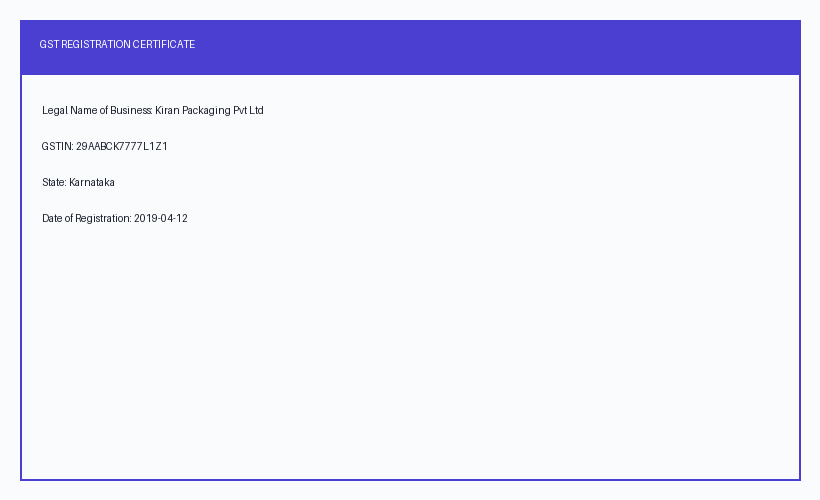 GST REGISTRATION CERTIFICATE
Legal Name of Business: Kiran Packaging Pvt Ltd
GSTIN: 29AABCK7777L1Z1
State: Karnataka
Date of Registration: 2019-04-12